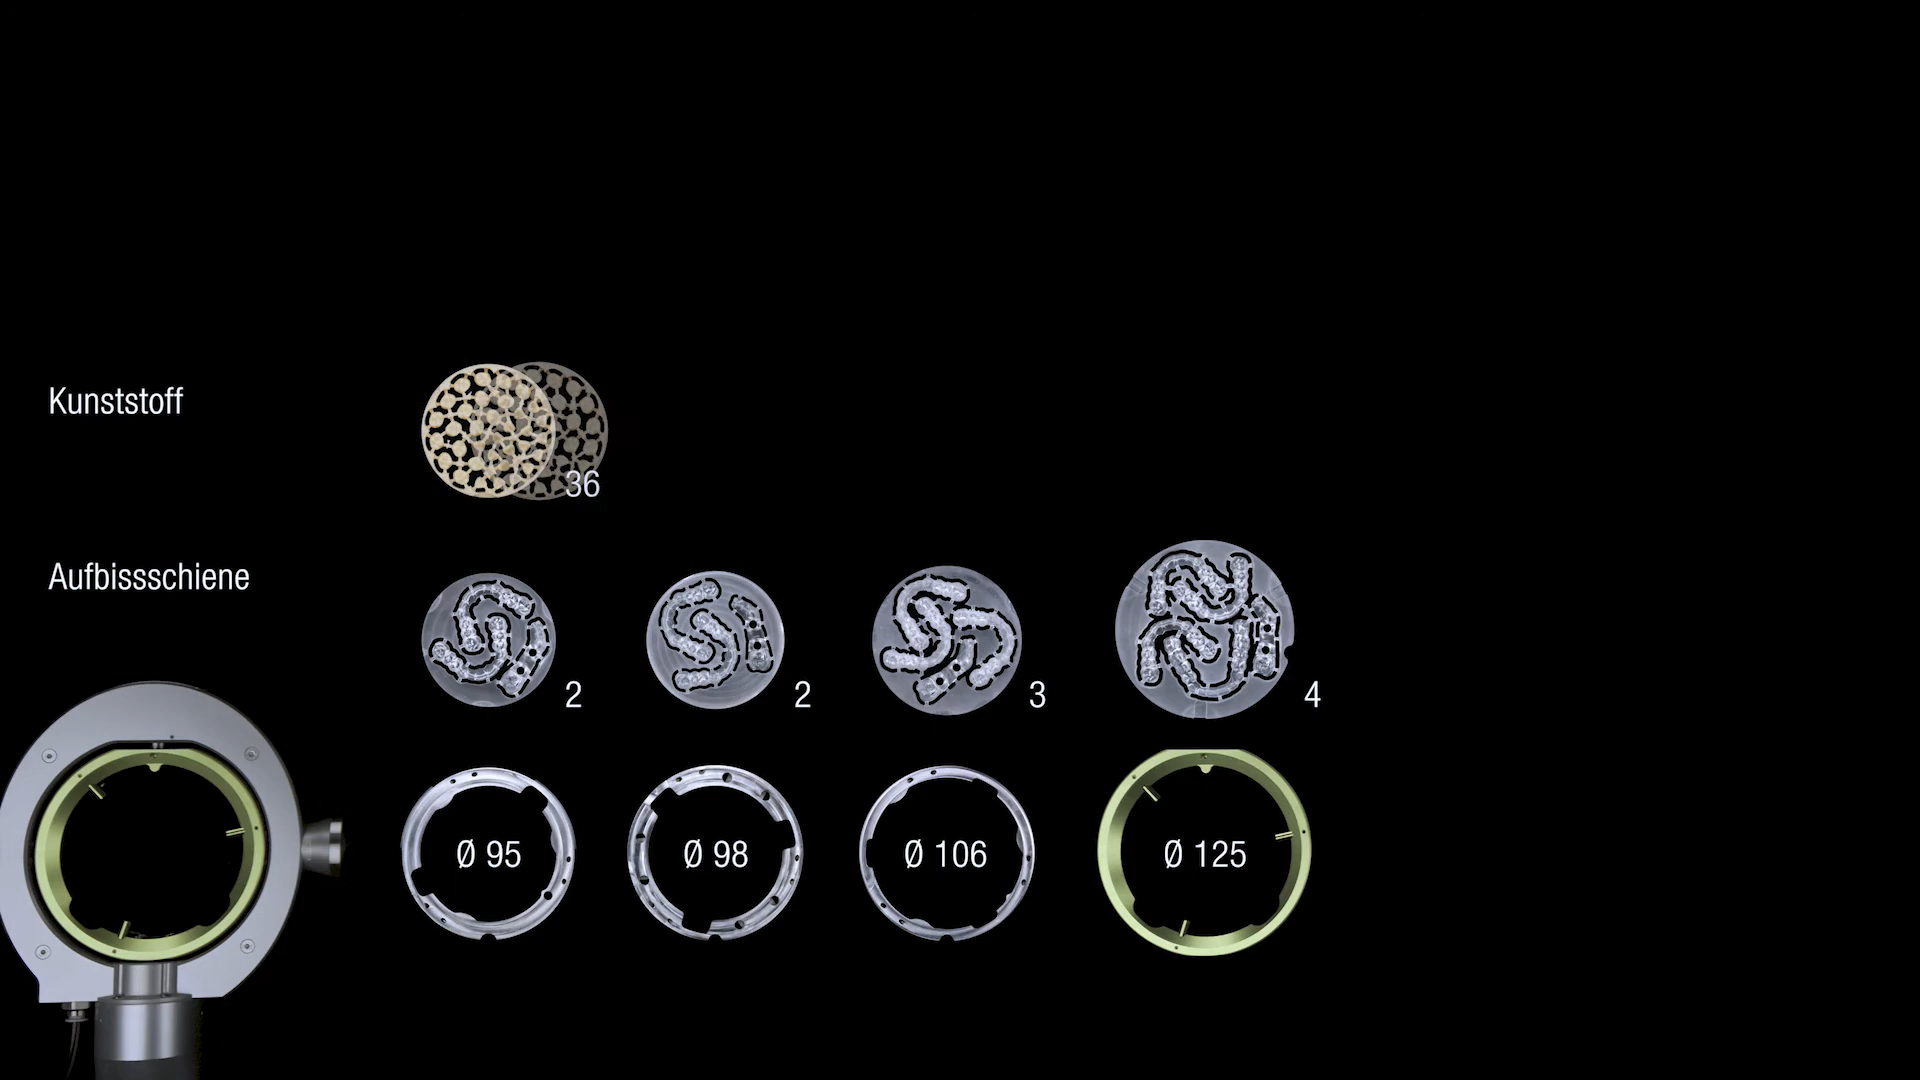 Kunststoff
36
Aufbissschiene
2
2
3
4
Ø 95
Ø 98
Ø 106
Ø 125